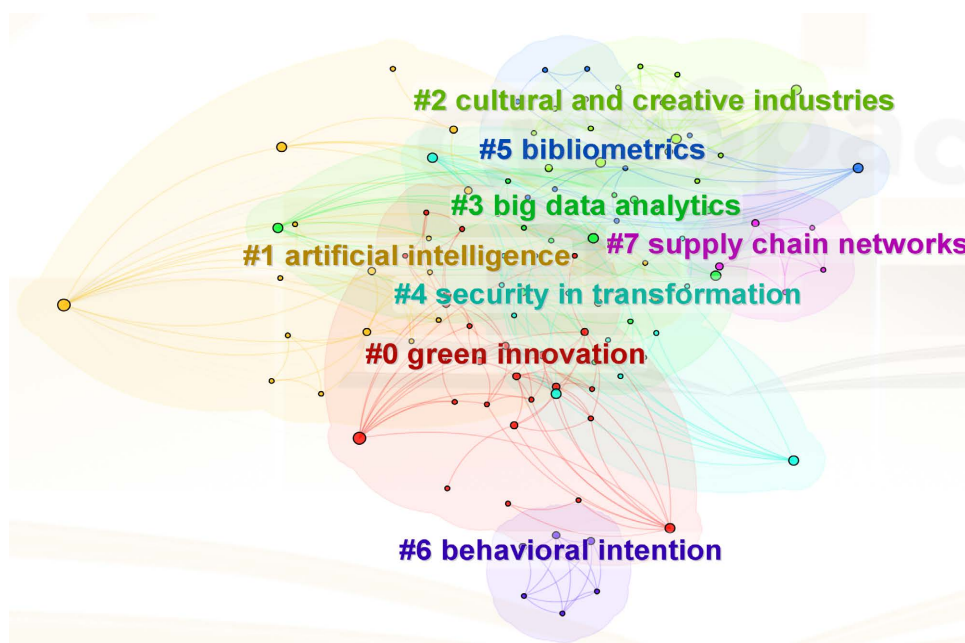 #2 cultural and creative industries
#5 bibliometrics
#3 big data analytics
#7 supply chain networks
#1 artificial intelligence
#4 security in transformation
#0 green innovation
#6 behavioral intention